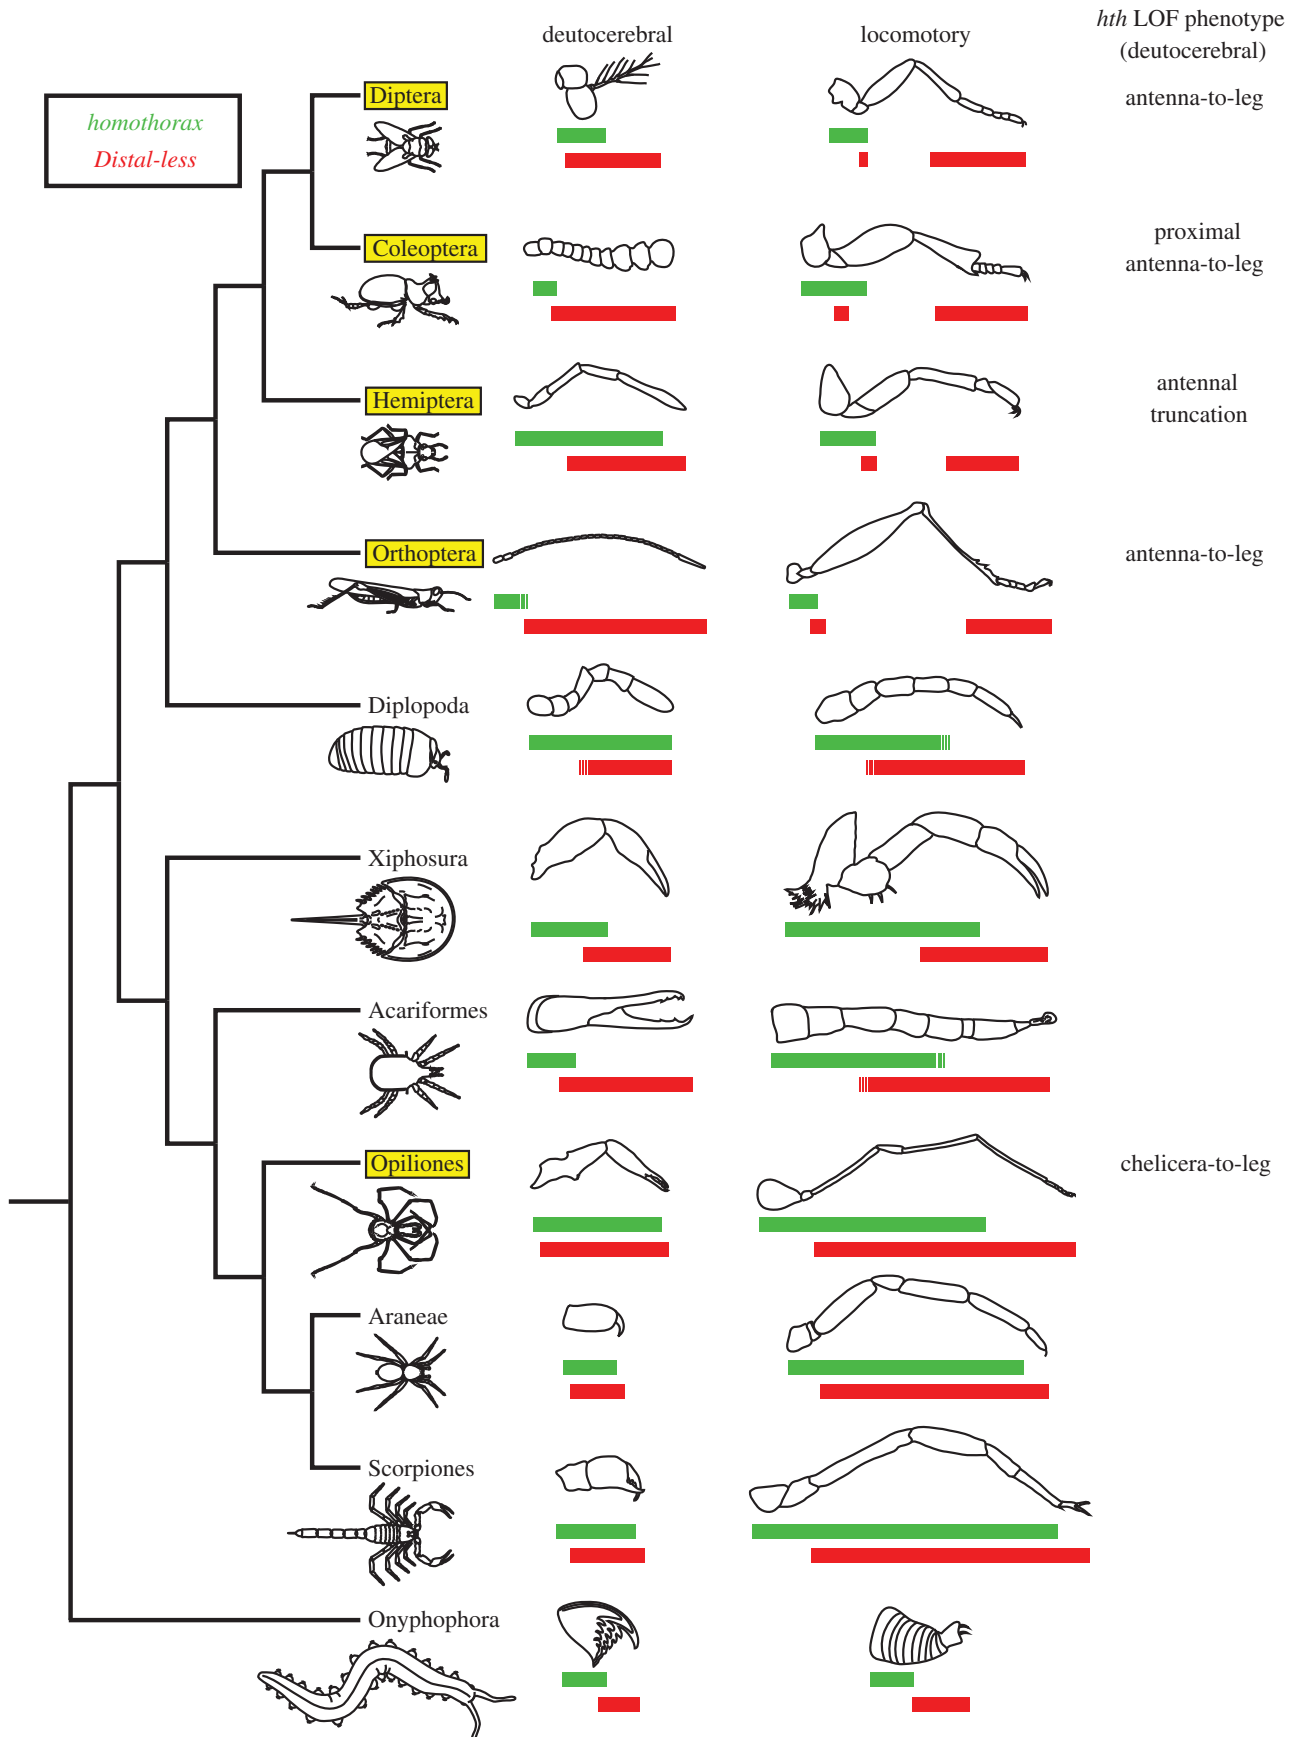 deutocerebral
locomotory
hth LOF phenotype
(deutocerebral)
homothorax
Distal-less
Diptera
antenna-to-leg
Coleoptera
proximal
antenna-to-leg
Hemiptera
antennal
truncation
Orthoptera
antenna-to-leg
Diplopoda
Xiphosura
Acariformes
Opiliones
chelicera-to-leg
Araneae
Scorpiones
Onyphophora